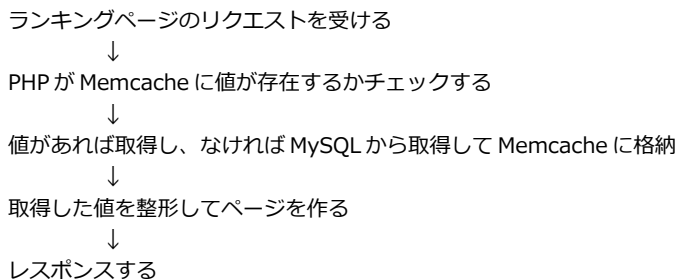 ランキングページのリクエストを受ける
↓
PHP が Memcache に値が存在するかチェックする
↓
値があれば取得し、なければ MySQL から取得して Memcache に格納
↓
取得した値を整形してページを作る
↓
レスポンスする